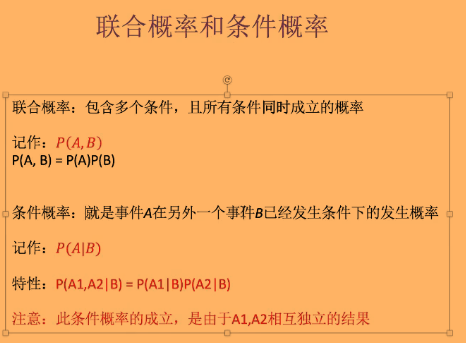 联合概率和条件概率
联合概率：包含多个条件，且所有条件同时成立的概率
记作：P(A,B)
P(A, B) = P(A)P(B)
条件概率：就是事件A在另外一个事件B已经发生条件下的发生概率
记作：P(A|B)
特性：P(A1,A2|B) = P(A1|B)P(A2|B)
注意：此条件概率的成立，是由于A1,A2相互独立的结果